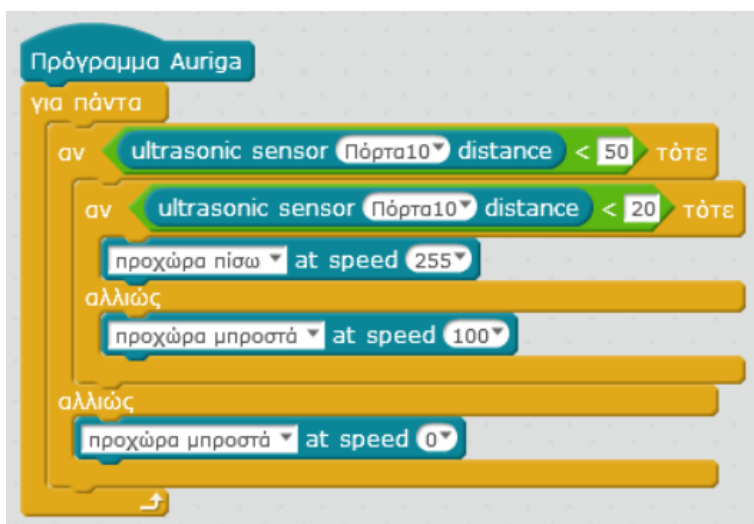 Πρόγραμμα Auriga
για πάντα
αν ultrasonic sensor Πόρτα10 distance < 50 τότε
αν ultrasonic sensor Πόρτα10 distance < 20 τότε
προχώρα πίσω at speed 255
αλλιώς
προχώρα μπροστά at speed 100
αλλιώς
προχώρα μπροστά at speed 0